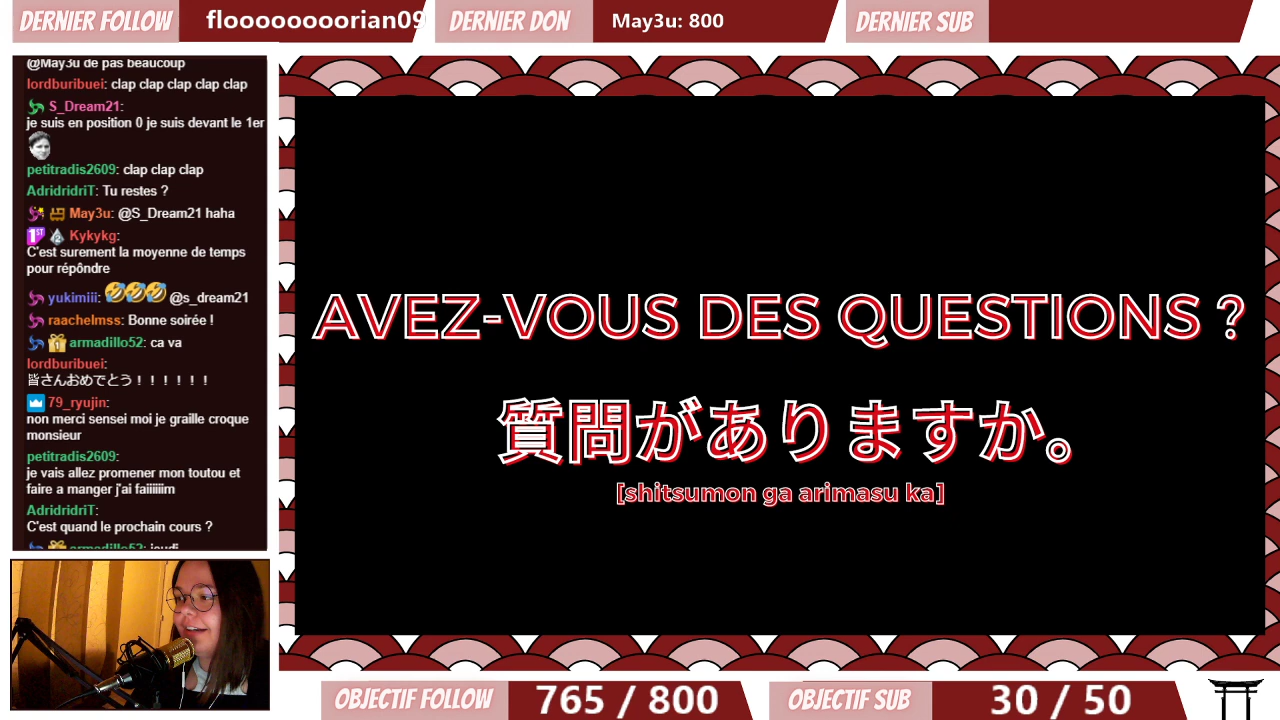 DERNIER FOLLOW
floooooooorian09
DERNIER DON
May3u: 800
DERNIER SUB
@May3u de pas beaucoup
lordburibuei: clap clap clap clap clap
S_Dream21:
je suis en position 0 je suis devant le 1er
petitradis2609: clap clap clap
AdridridriT: Tu restes ?
May3u: @S_Dream21 haha
1ST
2
Kykykg:
C'est surement la moyenne de temps
pour répôndre
yukimiii: @s_dream21
raachelmss: Bonne soirée !
1
armadillo52: ca va
lordburibuei:
皆さんおめでとう！！！！！！
79_ryujin:
non merci sensei moi je graille croque
monsieur
petitradis2609:
je vais allez promener mon toutou et
faire a manger j'ai faiiiiiim
AdridridriT:
C'est quand le prochain cours ?
armadillo52: jeudi
AVEZ-VOUS DES QUESTIONS ?
質問がありますか。
[shitsumon ga arimasu ka]
OBJECTIF FOLLOW
765 / 800
OBJECTIF SUB
30 / 50